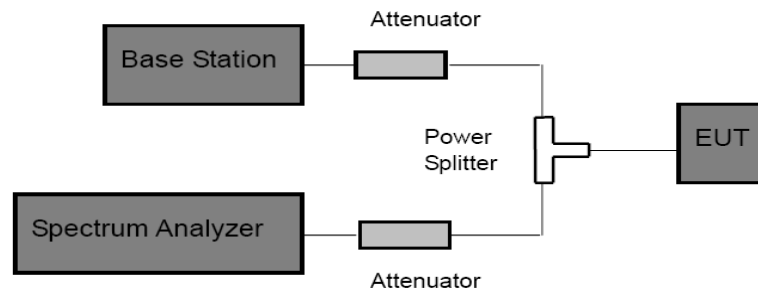 Attenuator
Base Station
Power
Splitter
EUT
Spectrum Analyzer
Attenuator